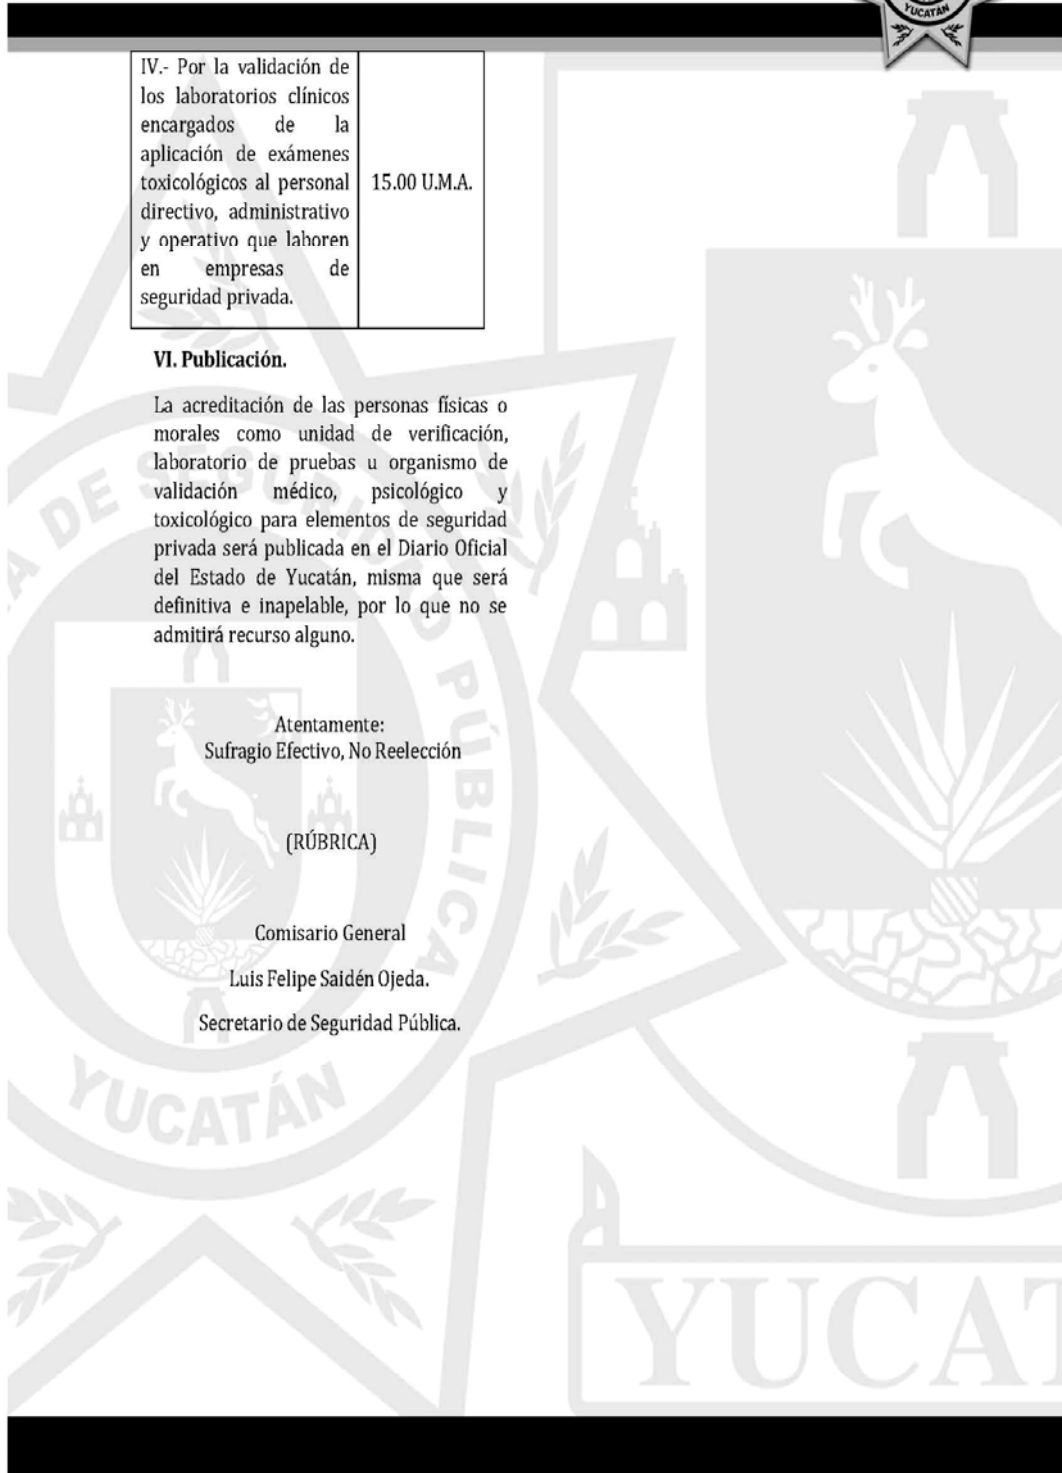 YUCATÁN
IV.- Por la validación de
los laboratorios clínicos
encargados de la
aplicación de exámenes
toxicológicos al personal
directivo, administrativo
y operativo que laboren
en empresas de
seguridad privada.
15.00 U.M.A.
VI. Publicación.
La acreditación de las personas físicas o
morales como unidad de verificación,
laboratorio de pruebas u organismo de
validación médico, psicológico y
toxicológico para elementos de seguridad
privada será publicada en el Diario Oficial
del Estado de Yucatán, misma que será
definitiva e inapelable, por lo que no se
admitirá recurso alguno.
Atentamente:
Sufragio Efectivo, No Reelección
(RÚBRICA)
Comisario General
Luis Felipe Saidén Ojeda.
Secretario de Seguridad Pública.
A DE SEGURIDAD PÚBLICA
YUCATÁN
YUCAT